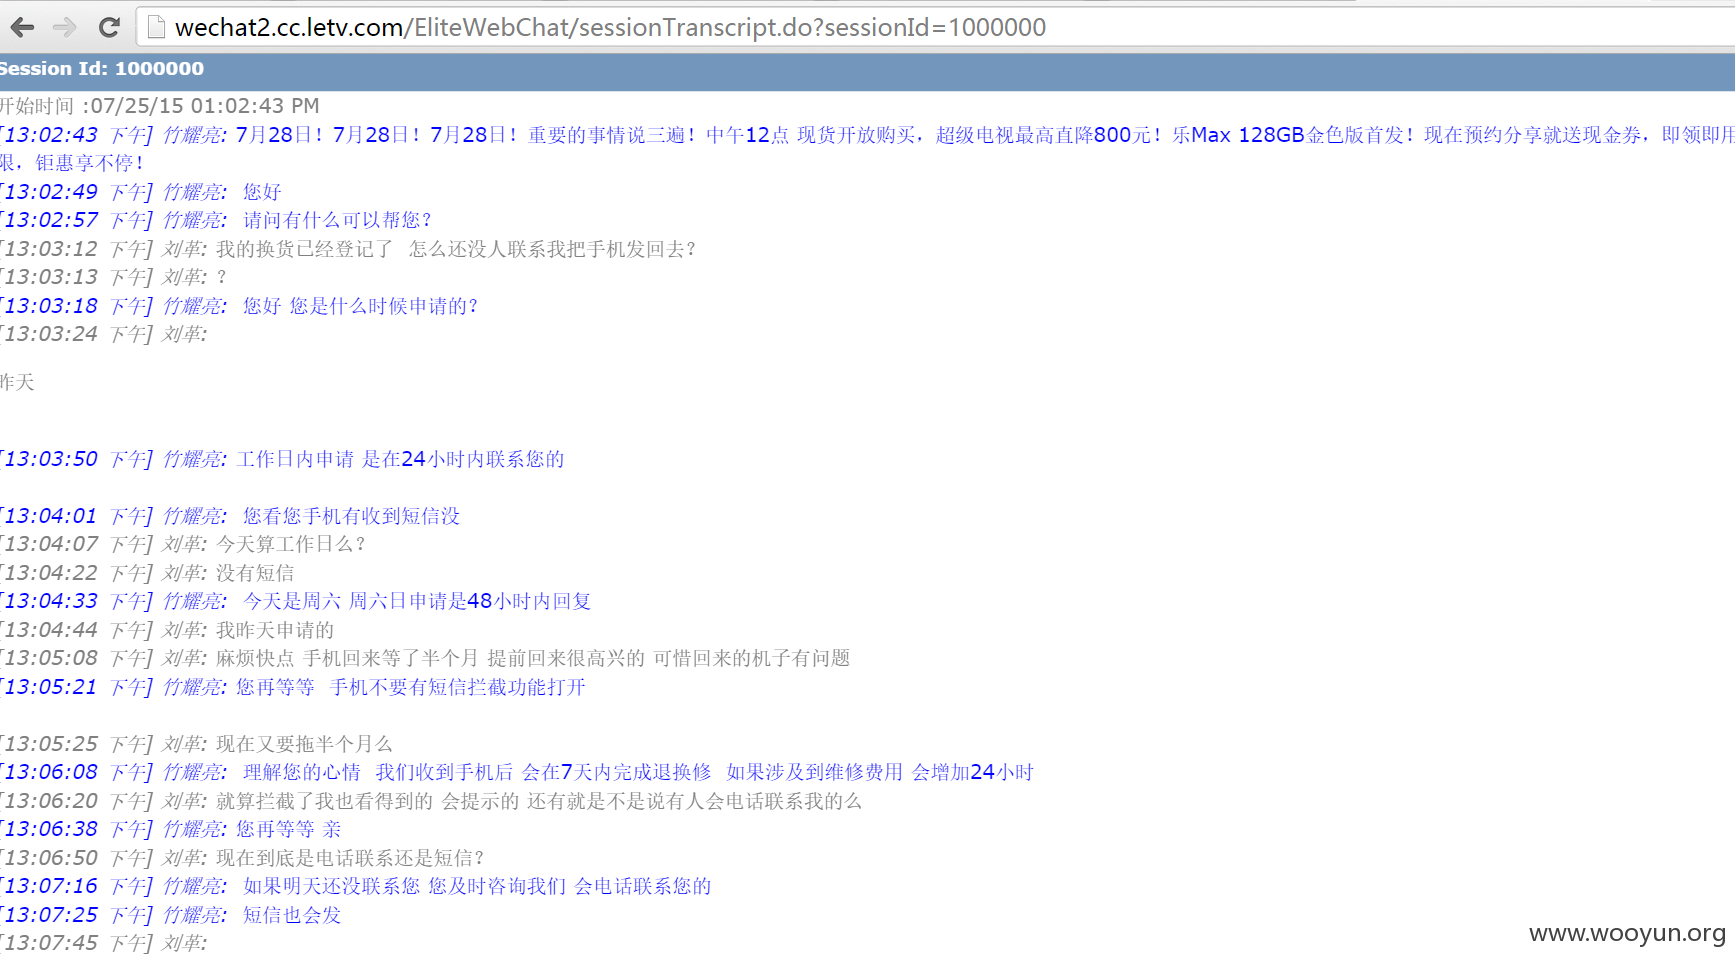 wechat2.cc.letv.com/EliteWebChat/sessionTranscript.do?sessionId=1000000
Session Id: 1000000
开始时间 :07/25/15 01:02:43 PM
[13:02:43 下午] 竹耀亮: 7月28日！7月28日！7月28日！重要的事情说三遍！中午12点 现货开放购买，超级电视最高直降800元！乐Max 128GB金色版首发！现在预约分享就送现金券，即领即用
限，钜惠享不停！
[13:02:49 下午] 竹耀亮: 您好
[13:02:57 下午] 竹耀亮: 请问有什么可以帮您？
[13:03:12 下午] 刘革: 我的换货已经登记了 怎么还没人联系我把手机发回去？
[13:03:13 下午] 刘革: ？
[13:03:18 下午] 竹耀亮: 您好 您是什么时候申请的？
[13:03:24 下午] 刘革:
昨天
[13:03:50 下午] 竹耀亮: 工作日内申请 是在24小时内联系您的
[13:04:01 下午] 竹耀亮: 您看您手机有收到短信没
[13:04:07 下午] 刘革: 今天算工作日么？
[13:04:22 下午] 刘革: 没有短信
[13:04:33 下午] 竹耀亮: 今天是周六 周六日申请是48小时内回复
[13:04:44 下午] 刘革: 我昨天申请的
[13:05:08 下午] 刘革: 麻烦快点 手机回来等了半个月 提前回来很高兴的 可惜回来的机子有问题
[13:05:21 下午] 竹耀亮: 您再等等 手机不要有短信拦截功能打开
[13:05:25 下午] 刘革: 现在又要拖半个月么
[13:06:08 下午] 竹耀亮: 理解您的心情 我们收到手机后 会在7天内完成退换修 如果涉及到维修费用 会增加24小时
[13:06:20 下午] 刘革: 就算拦截了我也看得到的 会提示的 还有就是不是说有人会电话联系我的么
[13:06:38 下午] 竹耀亮: 您再等等 亲
[13:06:50 下午] 刘革: 现在到底是电话联系还是短信？
[13:07:16 下午] 竹耀亮: 如果明天还没联系您 您及时咨询我们 会电话联系您的
[13:07:25 下午] 竹耀亮: 短信也会发
[13:07:45 下午] 刘革:
www.wooyun.org